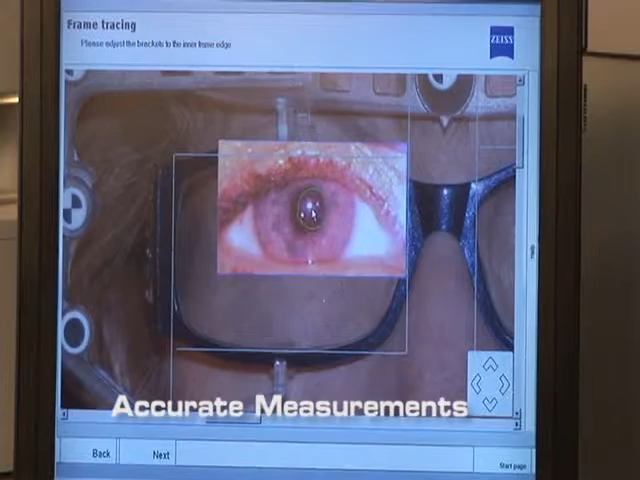 Frame tracing
Please adjust the brackets to the inner frame edge
ZEISS
Accurate Measurements
Back
Next
Start page